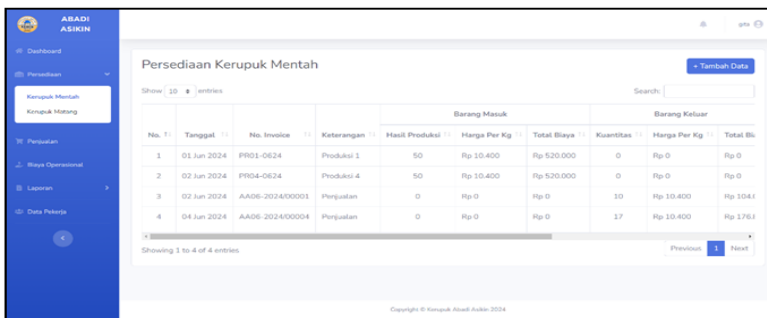 ABADI
ASIKIN
gita
Dashboard
Persediaan
Kerupuk Mentah
Kerupuk Matang
Penjualan
Biaya Operasional
Laporan
Data Pekerja
Persediaan Kerupuk Mentah
+ Tambah Data
Show 10 entries
Search:
Barang Masuk Barang Keluar
No. Tanggal No. Invoice Keterangan Hasil Produksi Harga Per Kg Total Biaya Kuantitas Harga Per Kg Total Bia
1 01 Jun 2024 PR01-0624 Produksi 1 50 Rp 10.400 Rp 520.000 0 Rp 0 Rp 0
2 02 Jun 2024 PR04-0624 Produksi 4 50 Rp 10.400 Rp 520.000 0 Rp 0 Rp 0
3 02 Jun 2024 AA06-2024/00001 Penjualan 0 Rp 0 Rp 0 10 Rp 10.400 Rp 104.0
4 04 Jun 2024 AA06-2024/00004 Penjualan 0 Rp 0 Rp 0 17 Rp 10.400 Rp 176.8
Showing 1 to 4 of 4 entries
Previous 1 Next
Copyright © Kerupuk Abadi Asikin 2024